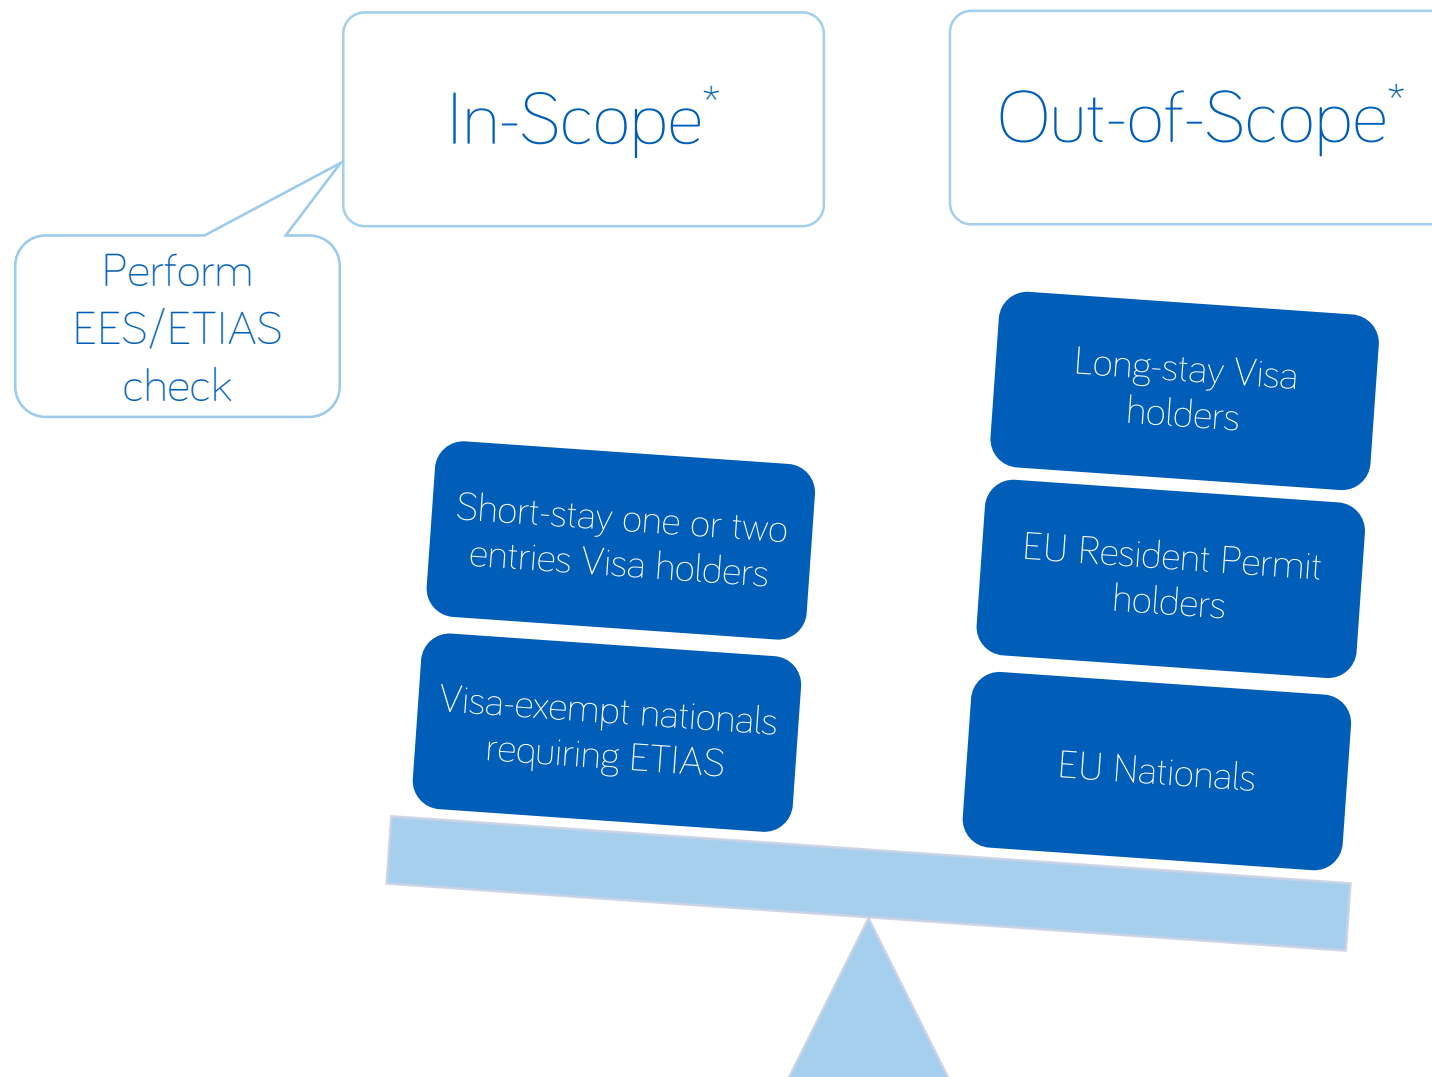 In-Scope*
Out-of-Scope*
Perform
EES/ETIAS
check
Short-stay one or two
entries Visa holders
Visa-exempt nationals
requiring ETIAS
Long-stay Visa
holders
EU Resident Permit
holders
EU Nationals